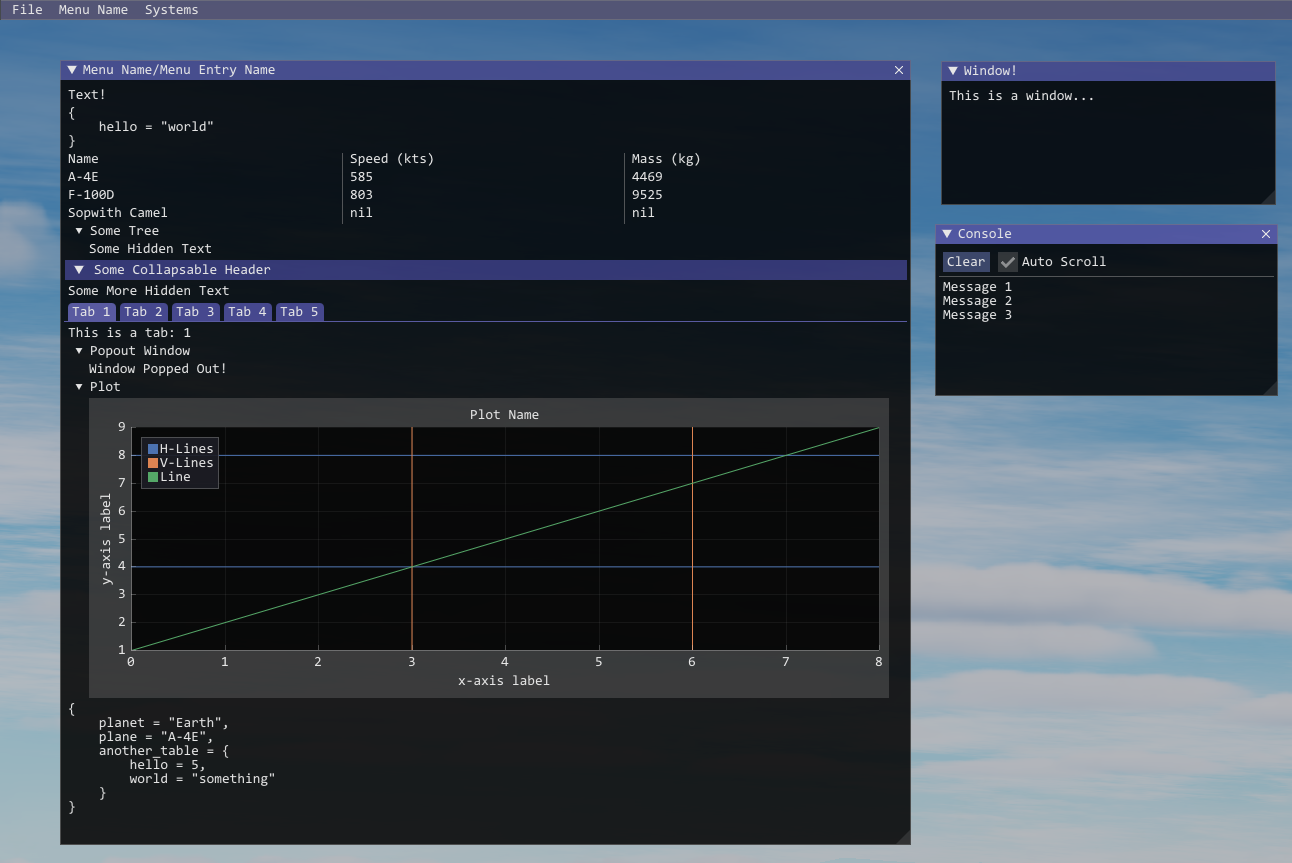 File Menu Name Systems
Menu Name/Menu Entry Name
Text!
{
    hello = "world"
}
Name Speed (kts) Mass (kg)
A-4E 585 4469
F-100D 803 9525
Sopwith Camel nil nil
Some Tree
Some Hidden Text
Some Collapsable Header
Some More Hidden Text
Tab 1 Tab 2 Tab 3 Tab 4 Tab 5
This is a tab: 1
Popout Window
Window Popped Out!
Plot
Plot Name
H-Lines
V-Lines
Line
y-axis label
9
8
7
6
5
4
3
2
1
0 1 2 3 4 5 6 7 8
x-axis label
{
    planet = "Earth",
    plane = "A-4E",
    another_table = {
        hello = 5,
        world = "something"
    }
}
Window!
This is a window...
Console
Clear Auto Scroll
Message 1
Message 2
Message 3